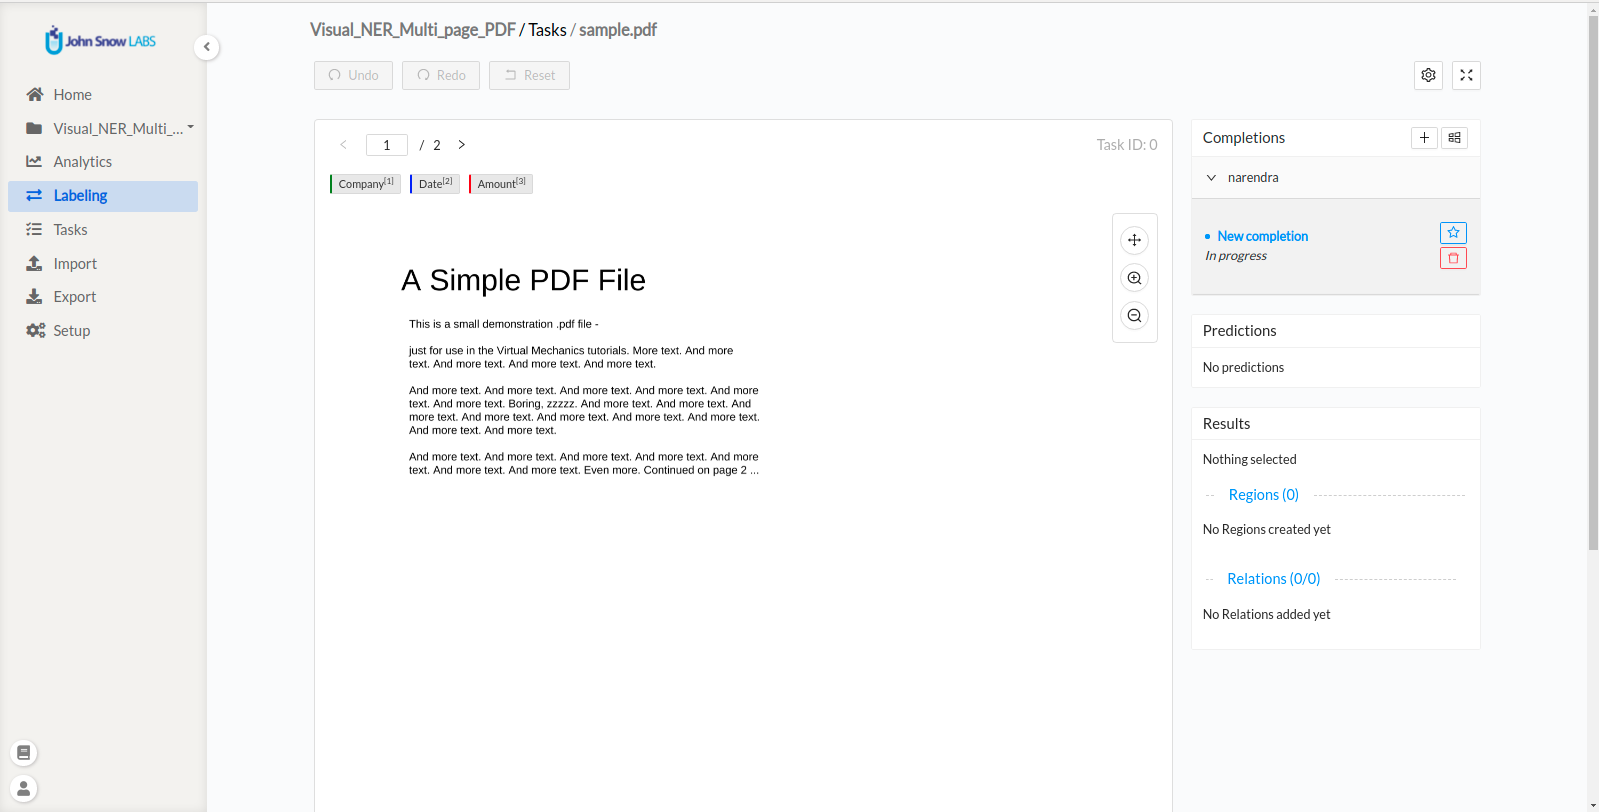 John Snow LABS
Home
Visual_NER_Multi_...
Analytics
Labeling
Tasks
Import
Export
Setup
Visual_NER_Multi_page_PDF / Tasks / sample.pdf
Undo Redo Reset
1 / 2
Task ID: 0
Company[1] Date[2] Amount[3]
A Simple PDF File
This is a small demonstration .pdf file -
just for use in the Virtual Mechanics tutorials. More text. And more
text. And more text. And more text. And more text.
And more text. And more text. And more text. And more text. And more
text. And more text. Boring, zzzzz. And more text. And more text. And
more text. And more text. And more text. And more text. And more text.
And more text. And more text.
And more text. And more text. And more text. And more text. And more
text. And more text. And more text. Even more. Continued on page 2 ...
Completions
narendra
New completion
In progress
Predictions
No predictions
Results
Nothing selected
Regions (0)
No Regions created yet
Relations (0/0)
No Relations added yet